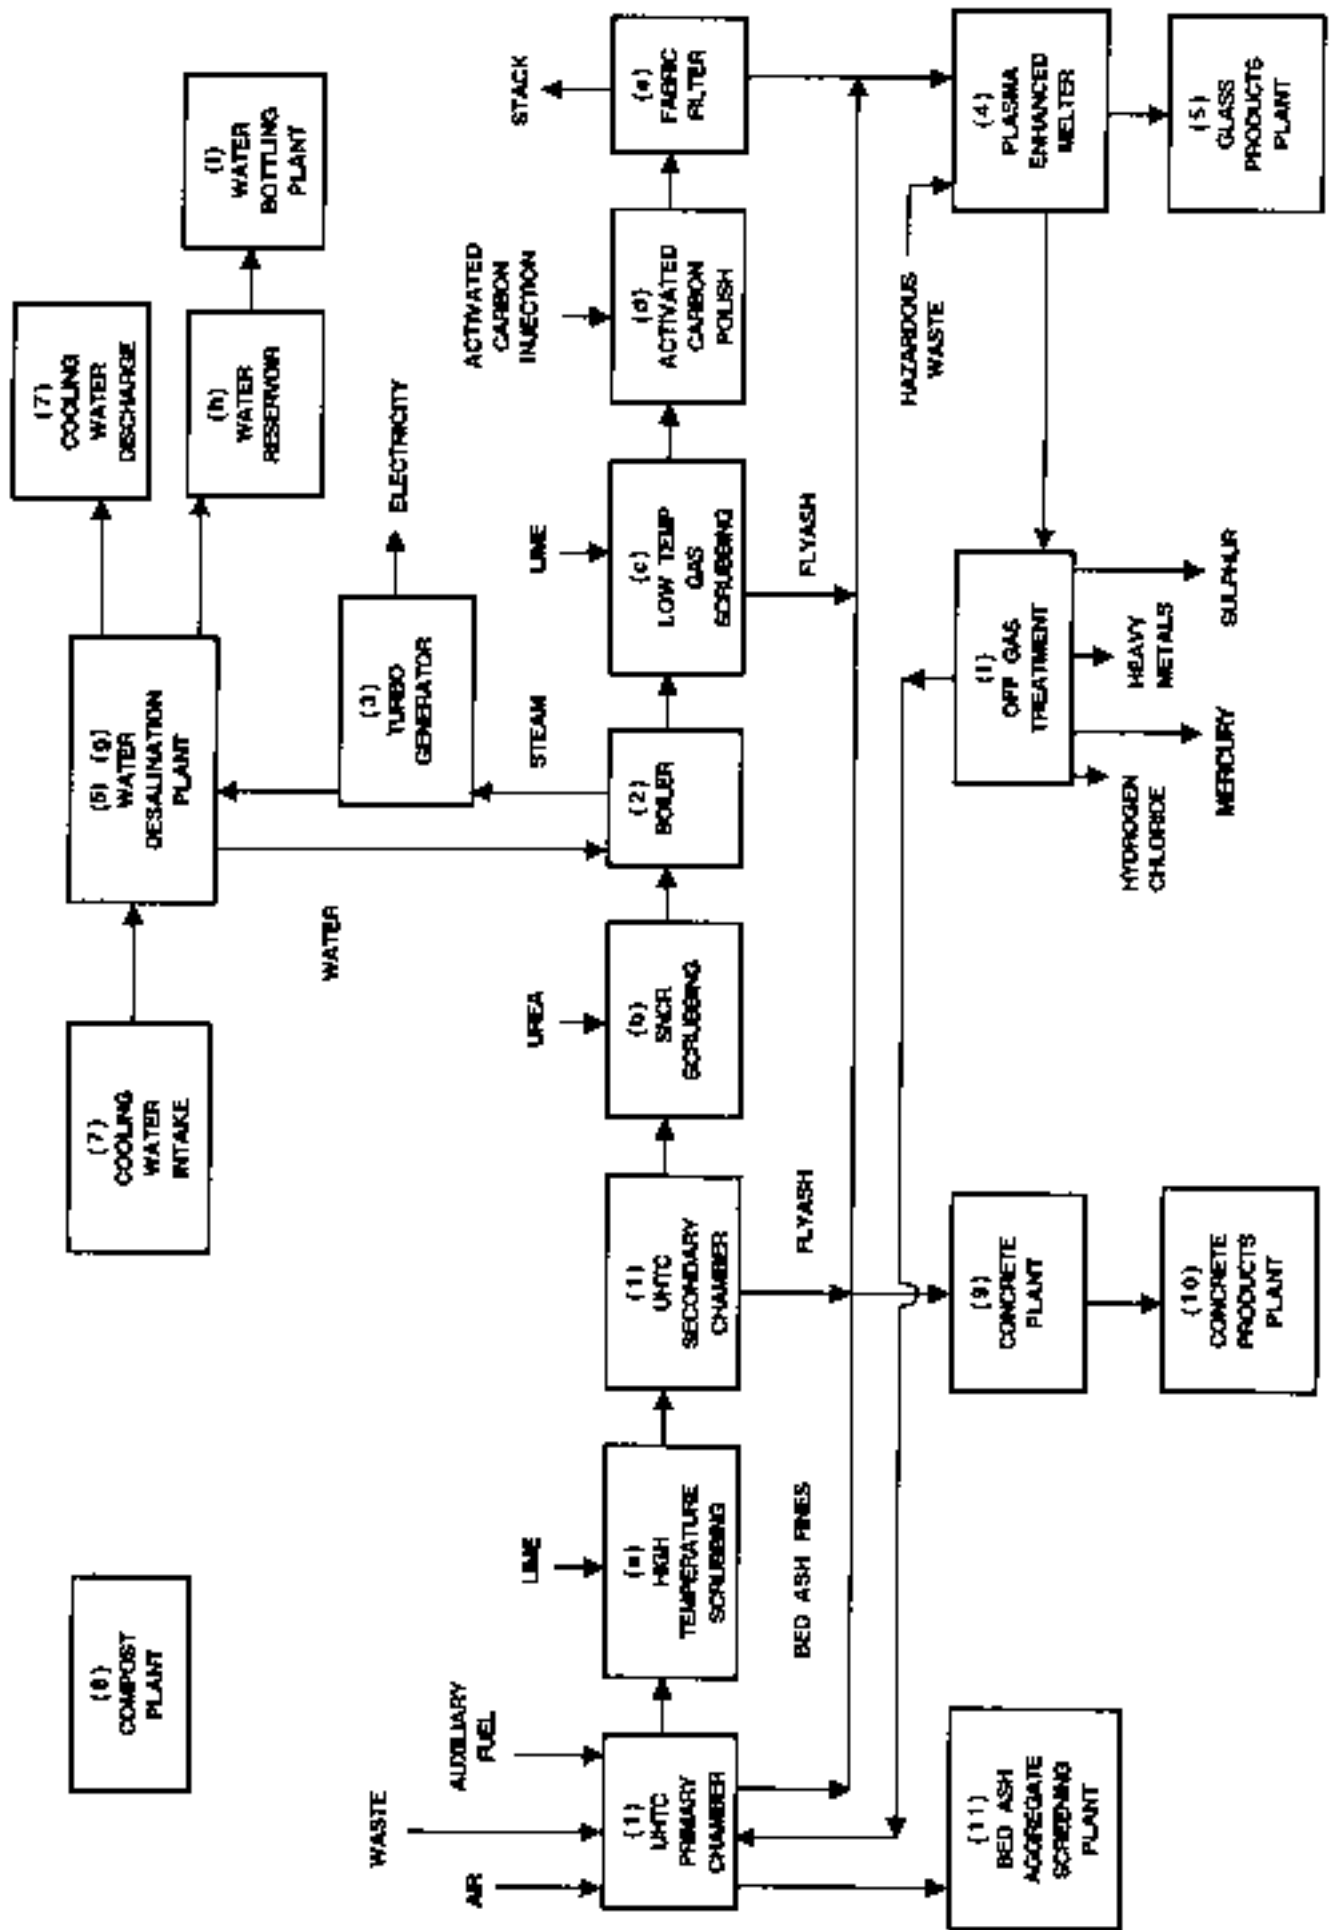 (8)
COMPOST
PLANT
(7)
COOLING
WATER
INTAKE
(6) (g)
WATER
DESALINATION
PLANT
(7)
COOLING
WATER
DISCHARGE
(h)
WATER
RESERVOIR
(i)
WATER
BOTTLING
PLANT
WATER
(3)
TURBO
GENERATOR
ELECTRICITY
STEAM
AIR
WASTE
AUXILIARY
FUEL
LIME
UREA
LIME
ACTIVATED
CARBON
INJECTION
STACK
(1)
UHTC
PRIMARY
CHAMBER
(a)
HIGH
TEMPERATURE
SCRUBBING
(1)
UHTC
SECONDARY
CHAMBER
(b)
SNCR
SCRUBBING
(2)
BOILER
(c)
LOW TEMP
GAS
SCRUBBING
(d)
ACTIVATED
CARBON
POLISH
(e)
FABRIC
FILTER
BED ASH FINES
FLYASH
FLYASH
HAZARDOUS
WASTE
(11)
BED ASH
AGGREGATE
SCREENING
PLANT
(9)
CONCRETE
PLANT
(10)
CONCRETE
PRODUCTS
PLANT
OFF GAS
TREATMENT
HYDROGEN
CHLORIDE
MERCURY
HEAVY
METALS
SULPHUR
(4)
PLASMA
ENHANCED
MELTER
(5)
GLASS
PRODUCTS
PLANT